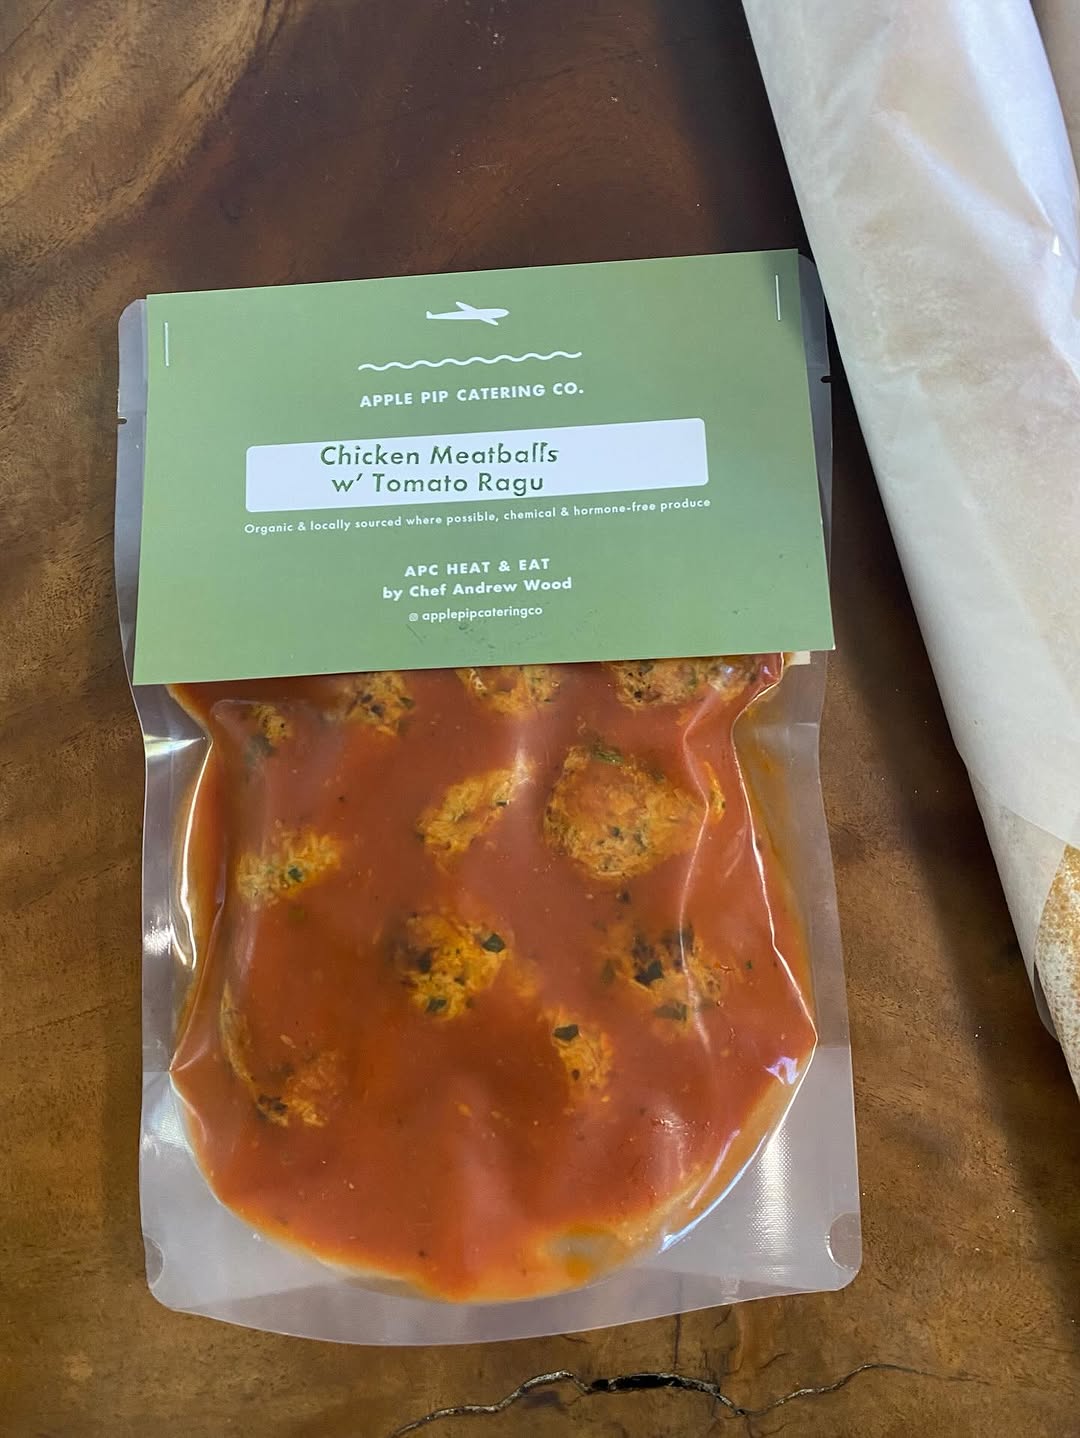 APPLE PIP CATERING CO.
Chicken Meatballs
w' Tomato Ragu
Organic & locally sourced where possible, chemical & hormone-free produce
APC HEAT & EAT
by Chef Andrew Wood
applepipcateringco